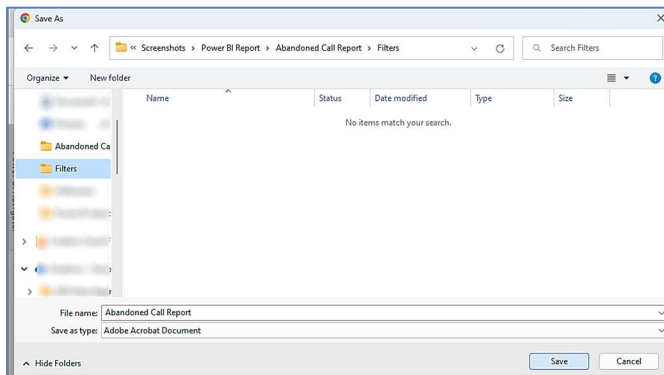 Save As
« Screenshots › Power BI Report › Abandoned Call Report › Filters
Search Filters
Organize
New folder
Name Status Date modified Type Size
No items match your search.
Abandoned Ca
Filters
File name: Abandoned Call Report
Save as type: Adobe Acrobat Document
Hide Folders
Save
Cancel